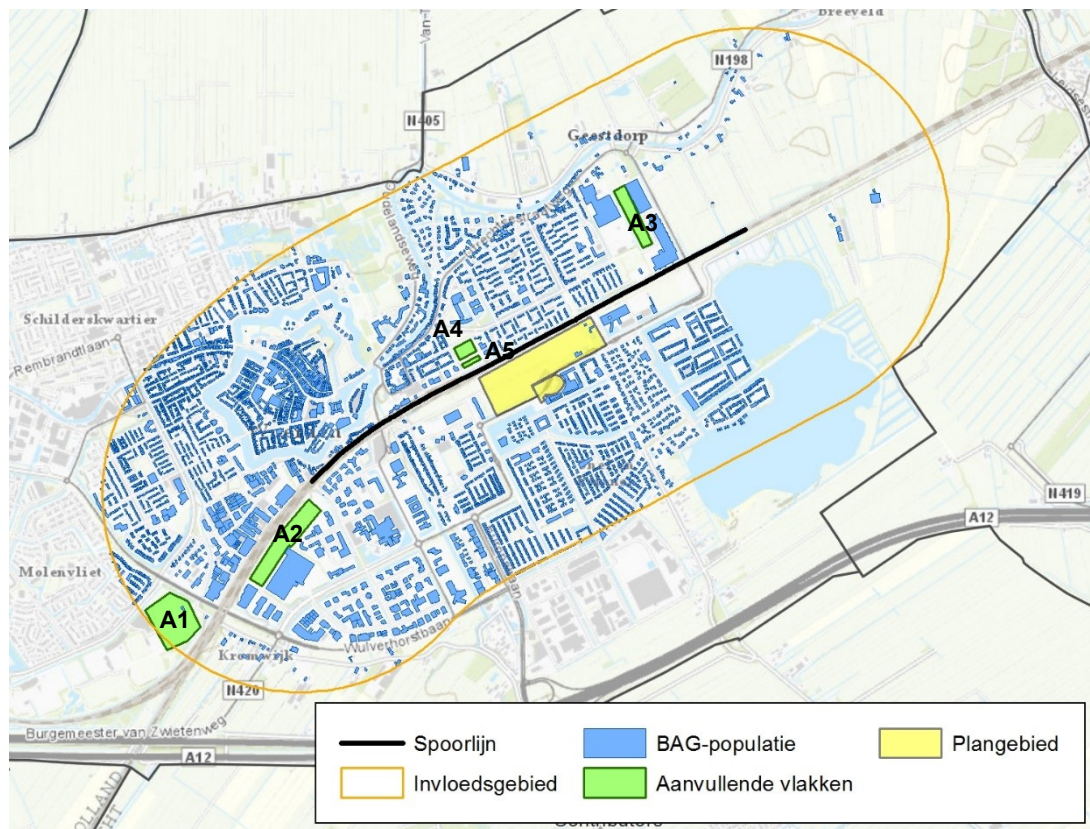 Breeveld
N198
N405
Geestdorp
A3
Schilderskwartier
Rembrandtlaan
A4
A5
N419
A12
A2
Molenvliet
A1
Kromwijk
Wulverhorstbaan
N420
Burgemeester van Zwietenweg
A12
Spoorlijn
BAG-populatie
Plangebied
Invloedsgebied
Aanvullende vlakken